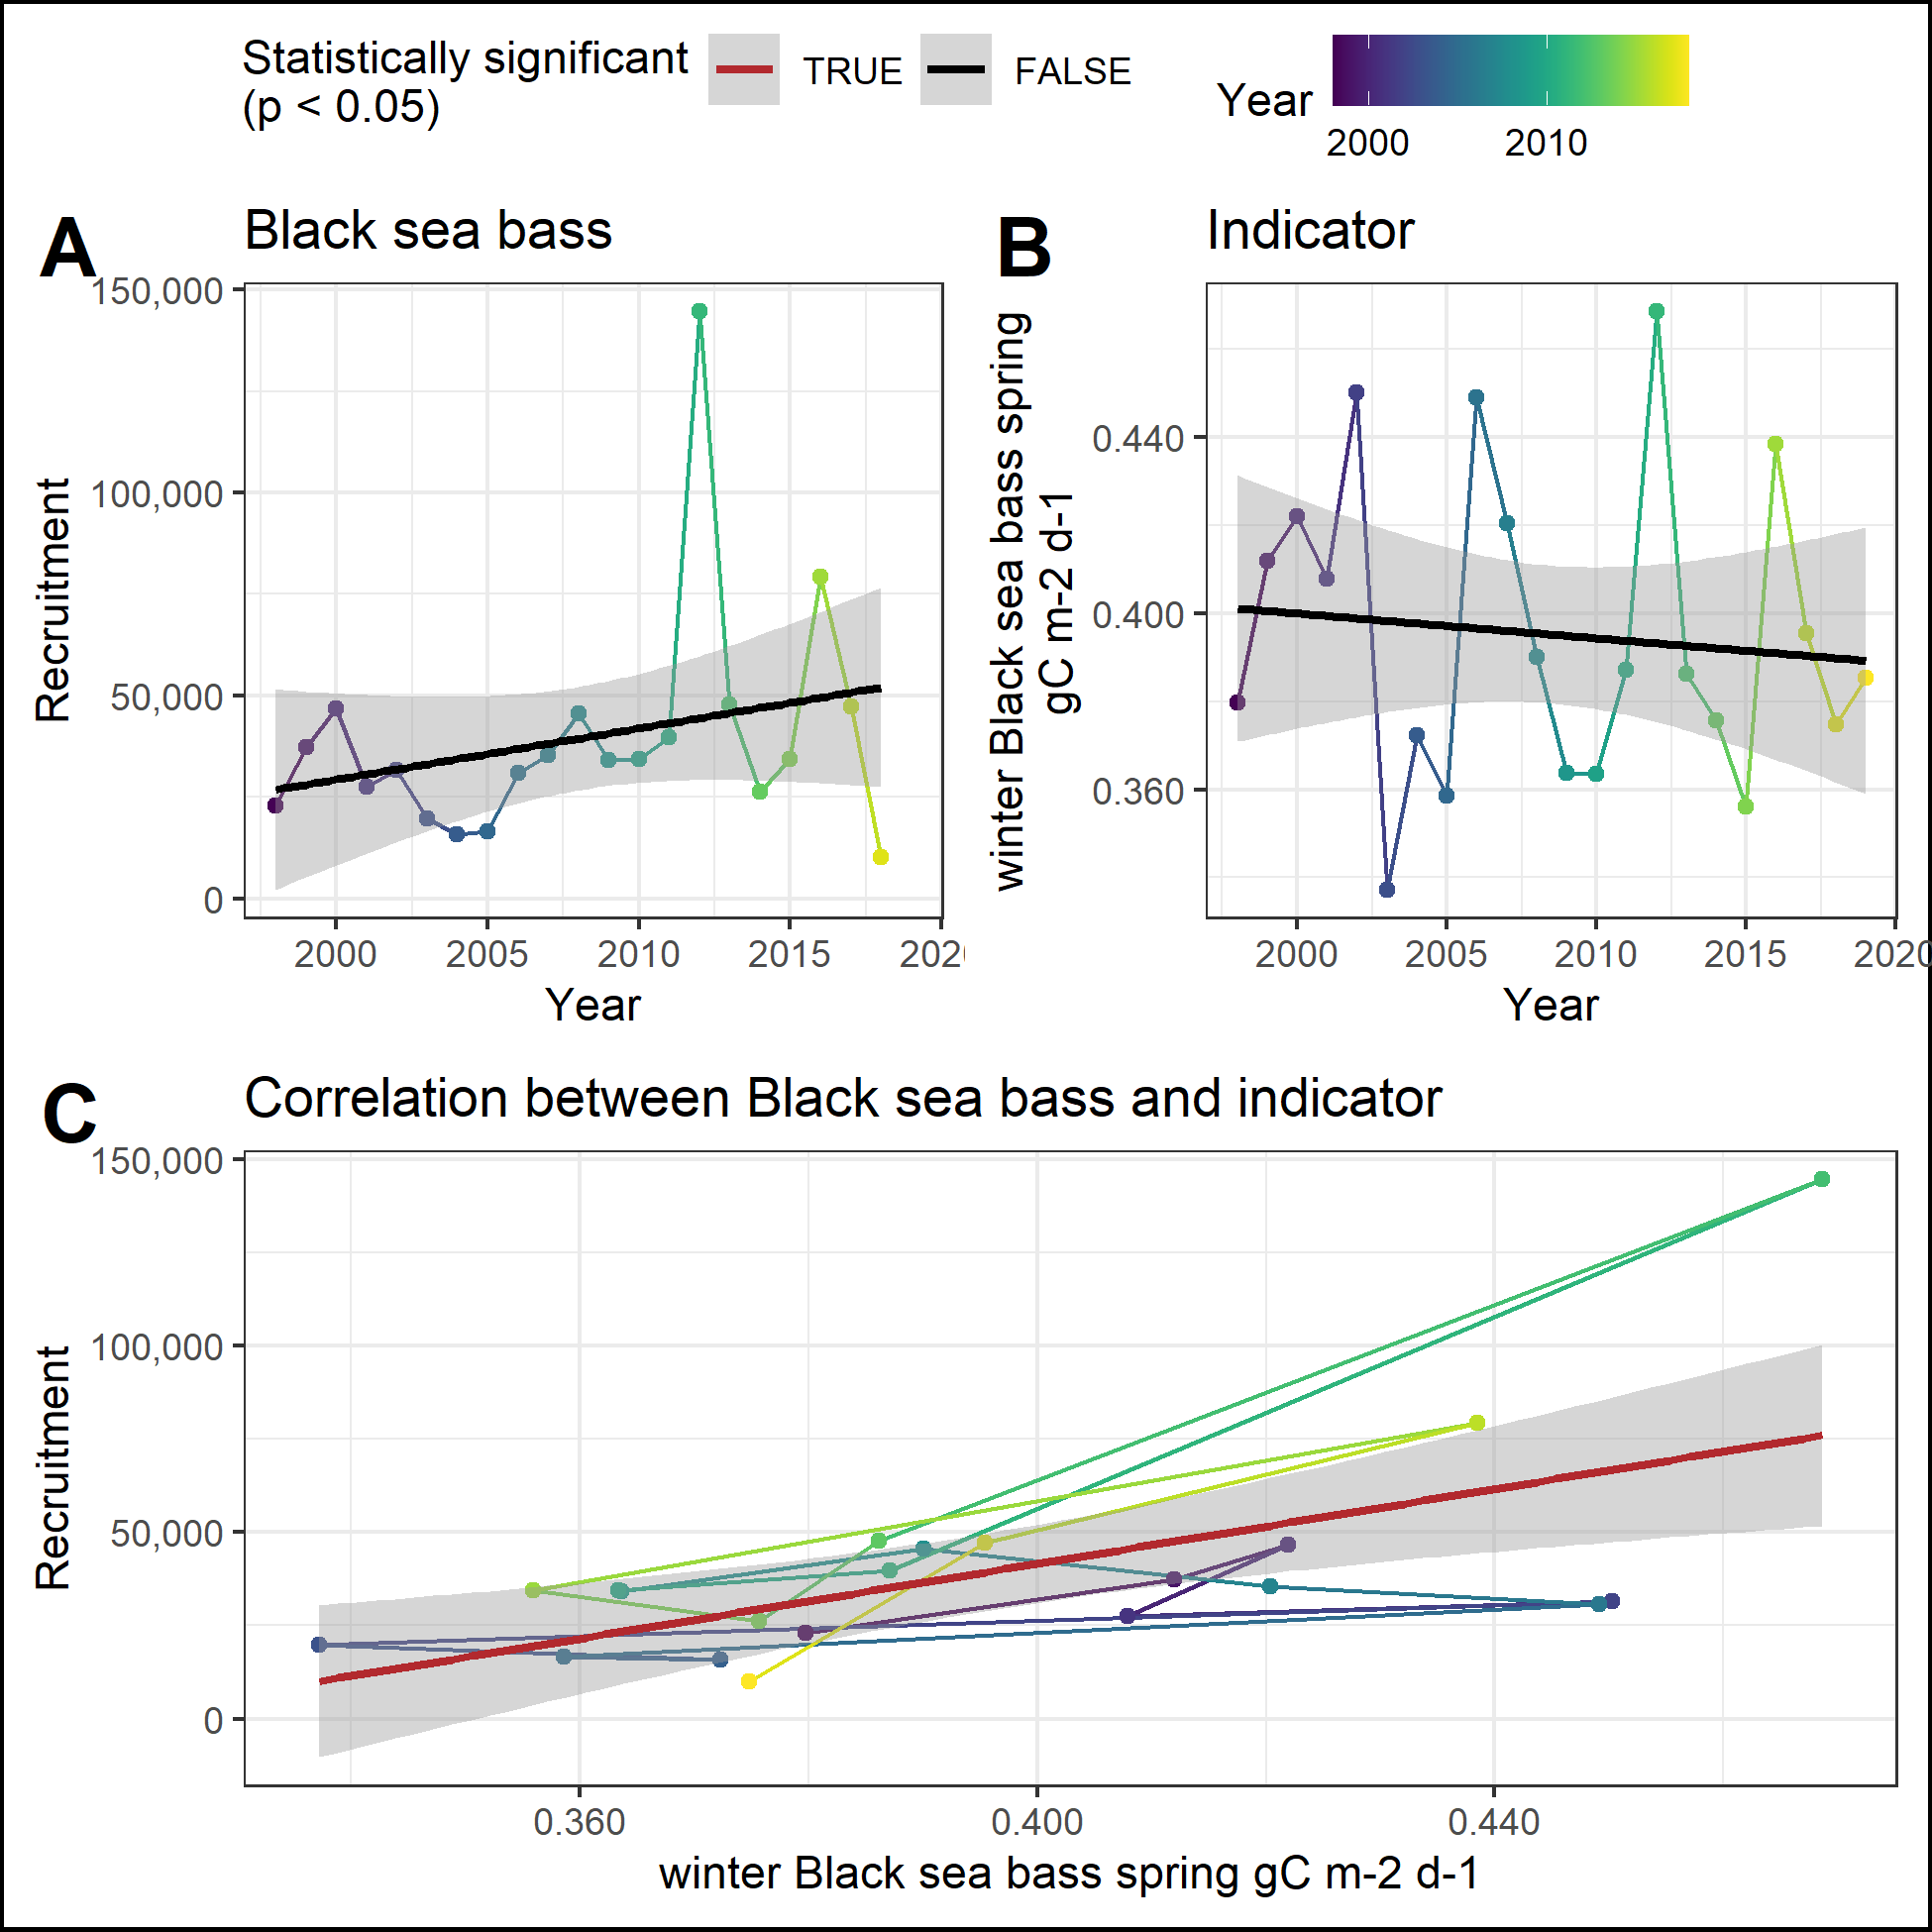 Statistically significant
(p < 0.05)
TRUE
FALSE
Year
2000
2010
A
Black sea bass
150,000
100,000
50,000
0
Recruitment
2000
2005
2010
2015
Year
B
Indicator
winter Black sea bass spring
gC m-2 d-1
0.440
0.400
0.360
2000
2005
2010
2015
2020
Year
C
Correlation between Black sea bass and indicator
150,000
100,000
50,000
0
Recruitment
0.360
0.400
0.440
winter Black sea bass spring gC m-2 d-1